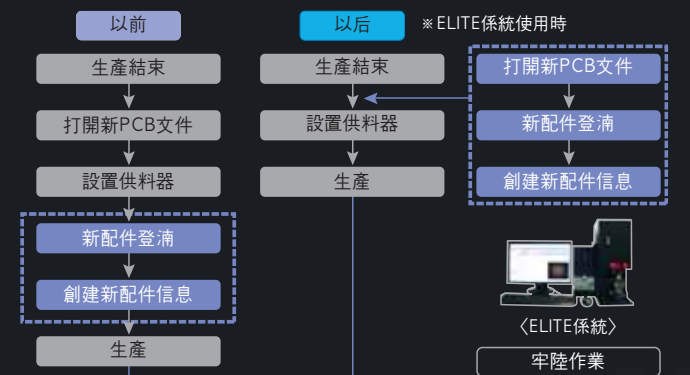 以前
生產結束
打開新PCB文件
設置供料器
新配件登湳
創建新配件信息
生產
以后
※ELITE係統使用時
生產結束
設置供料器
生產
打開新PCB文件
新配件登湳
創建新配件信息
〈ELITE係統〉
牢陸作業